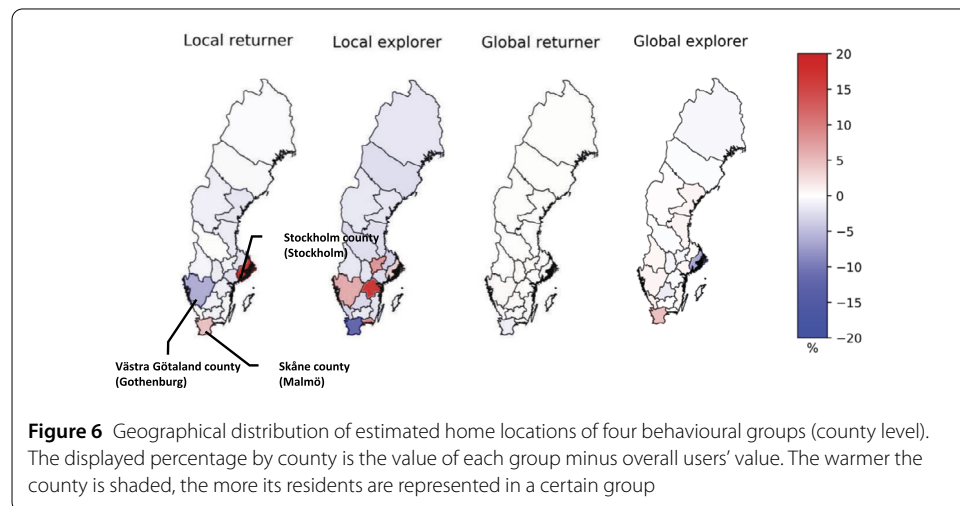 Local returner
Local explorer
Global returner
Global explorer
20
15
10
5
0
−5
−10
−15
−20
%
Stockholm county
(Stockholm)
Västra Götaland county
(Gothenburg)
Skåne county
(Malmö)
Figure 6 Geographical distribution of estimated home locations of four behavioural groups (county level).
The displayed percentage by county is the value of each group minus overall users’ value. The warmer the
county is shaded, the more its residents are represented in a certain group